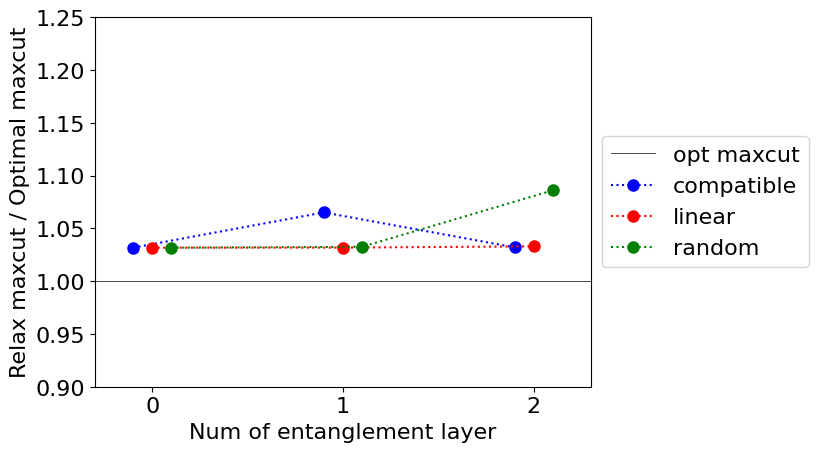 1.25
1.20
1.15
1.10
1.05
1.00
0.95
0.90
Relax maxcut / Optimal maxcut
0 1 2
Num of entanglement layer
opt maxcut
compatible
linear
random